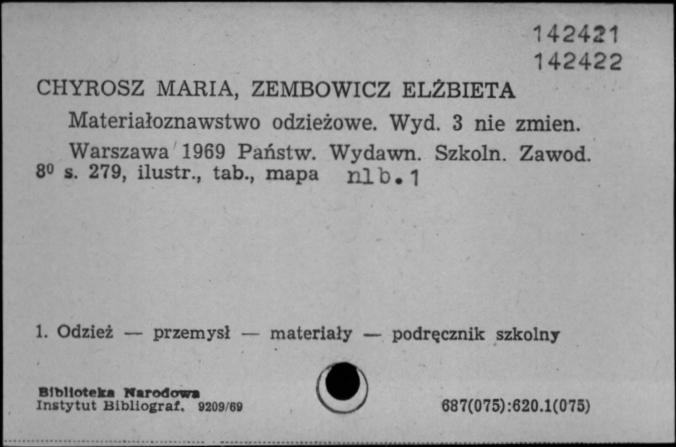 142421
142422
CHYROSZ MARIA, ZEMBOWICZ ELŻBIETA
Materiałoznawstwo odzieżowe. Wyd. 3 nie zmien.
Warszawa 1969 Państw. Wydawn. Szkoln. Zawod.
8⁰ s. 279, ilustr., tab., mapa nlb.1
1. Odzież — przemysł — materiały — podręcznik szkolny
Biblioteka Narodowa
Instytut Bibliograf. 9209/69
687(075):620.1(075)